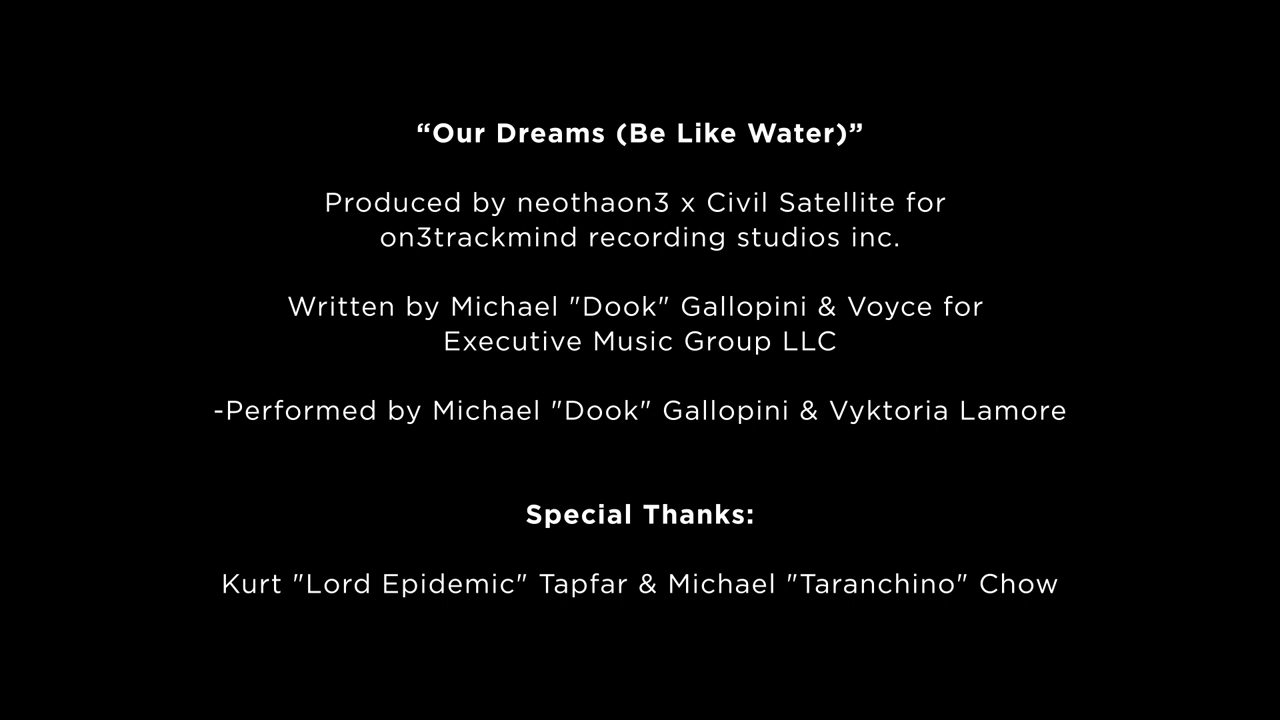 “Our Dreams (Be Like Water)”
Produced by neothaon3 x Civil Satellite for
on3trackmind recording studios inc.
Written by Michael "Dook" Gallopini & Voyce for
Executive Music Group LLC
-Performed by Michael "Dook" Gallopini & Vyktoria Lamore
Special Thanks:
Kurt "Lord Epidemic" Tapfar & Michael "Taranchino" Chow